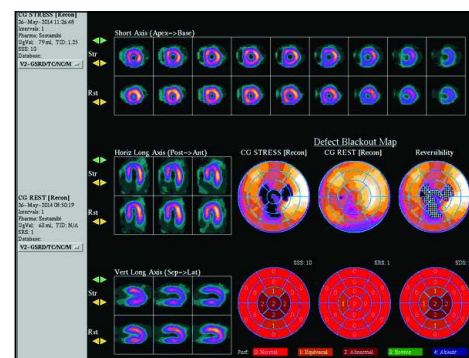 CG STRESS [Recon]
26-May-2014 11:26:48
Intervals: 1
Pharma: Sestamibi
UgVol: 79 ml, TID: 1.25
SSS: 10
Database:
V2-GSRD/TC/NC/M
Short Axis (Apex->Base)
Str
Rst
Horiz Long Axis (Post->Ant)
Str
Rst
Defect Blackout Map
CG STRESS [Recon]
CG REST [Recon]
Reversibility
CG REST [Recon]
26-May-2014 08:50:19
Intervals: 1
Pharma: Sestamibi
UgVol: 63 ml, TID: N/A
SRS: 1
Database:
V2-GSRD/TC/NC/M
Vert Long Axis (Sep->Lat)
Str
Rst
SSS: 10
SRS: 1
SDS:
Perf:
0: Normal
1: Equivocal
2: Abnormal
3: Severe
4: Absent